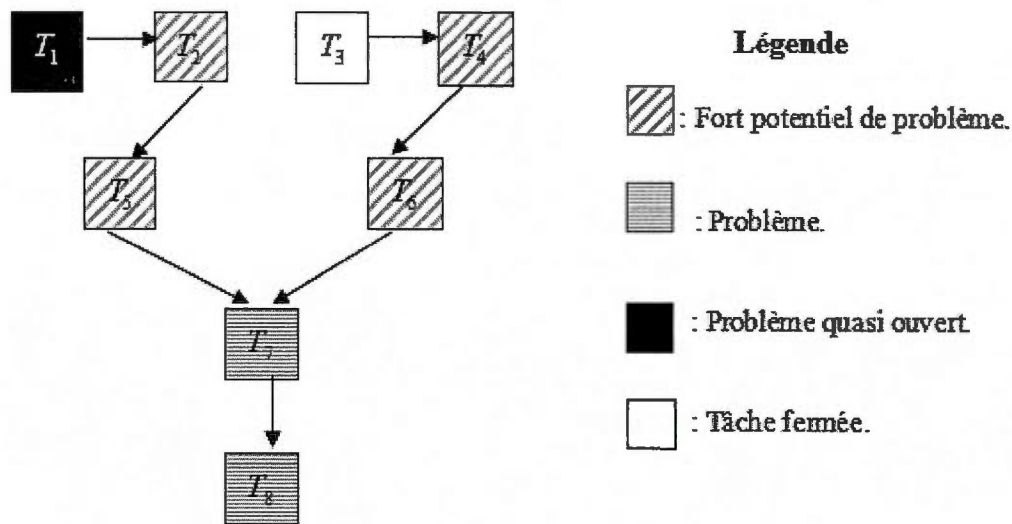 T1
T2
T3
T4
T5
T6
T7
T8
Légende
: Fort potentiel de problème.
: Problème.
: Problème quasi ouvert.
: Tâche fermée.